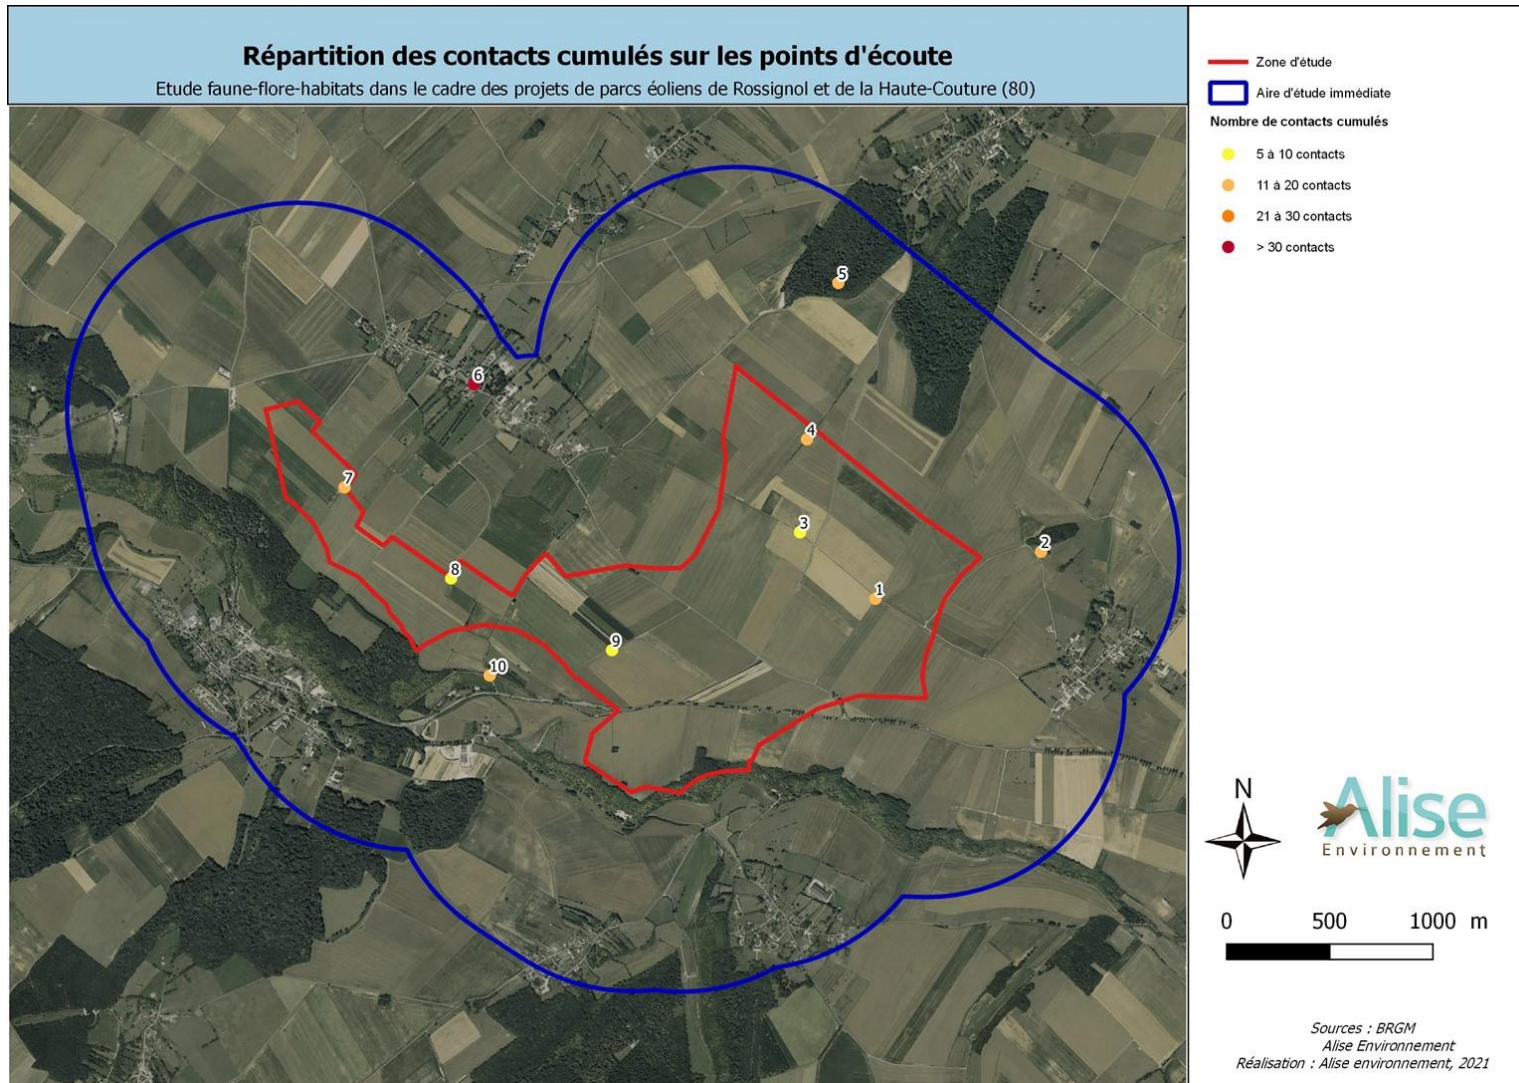 Répartition des contacts cumulés sur les points d'écoute
Etude faune-flore-habitats dans le cadre des projets de parcs éoliens de Rossignol et de la Haute-Couture (80)
Zone d'étude
Aire d'étude immédiate
Nombre de contacts cumulés
5 à 10 contacts
11 à 20 contacts
21 à 30 contacts
> 30 contacts
5
6
4
7
3
2
8
1
9
10
N
Alise
Environnement
0 500 1000 m
Sources : BRGM
Alise Environnement
Réalisation : Alise environnement, 2021